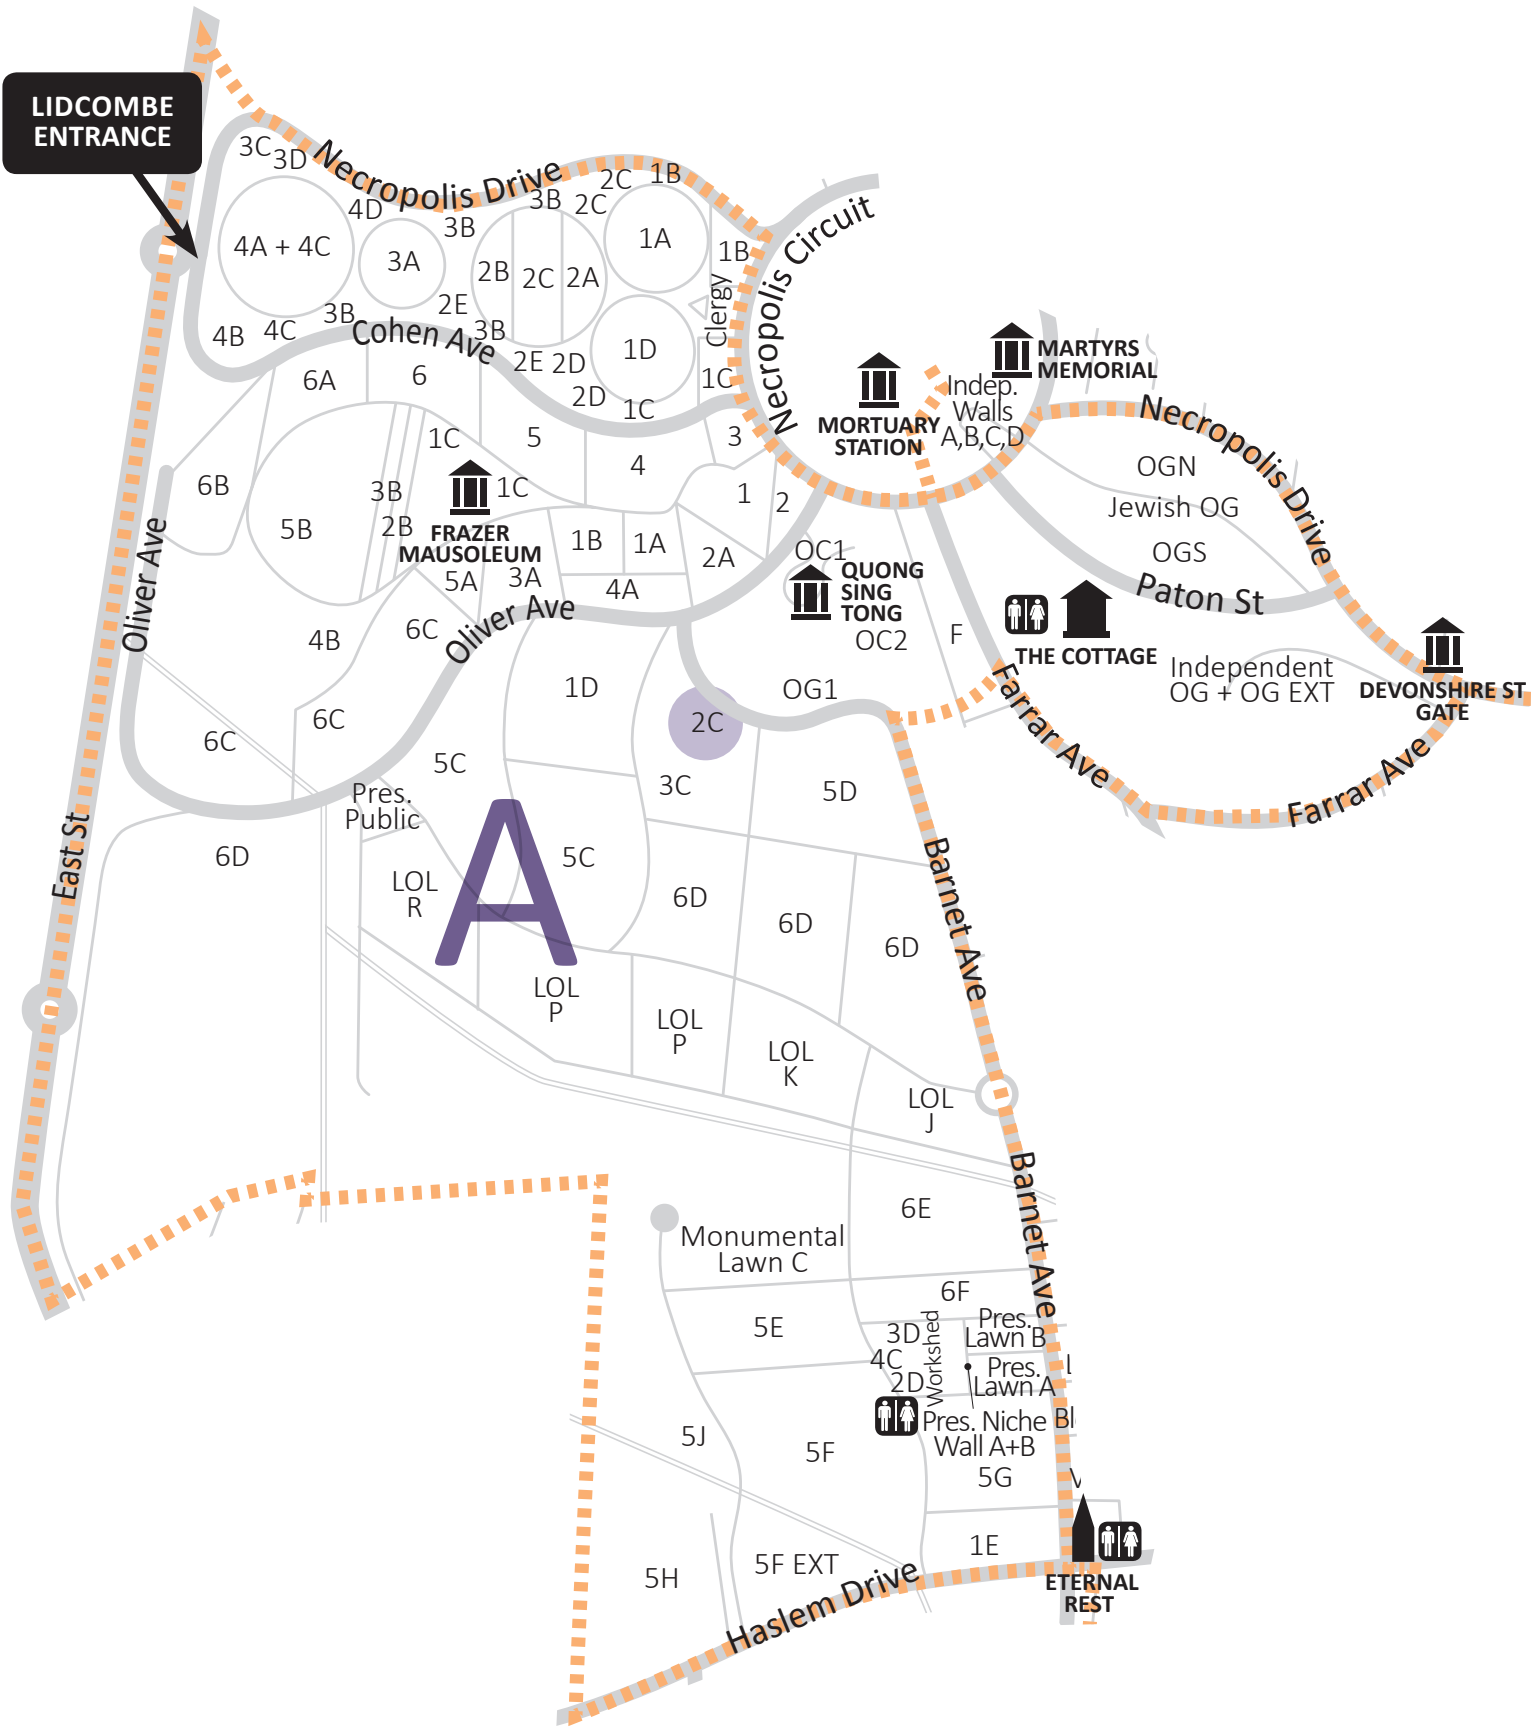 LIDCOMBE
ENTRANCE
Necropolis Drive
3C
3D
4D
3B
3B
2C
2C
1B
4A + 4C
3A
2B
2C
2A
1A
1B
Clergy
Necropolis Circuit
4B
4C
3B
Cohen Ave
2E
3B
2E
2D
2D
1D
1C
1C
6A
6
5
4
3
1C
1C
6B
5B
3B
2B
FRAZER
MAUSOLEUM
5A
3A
1B
1A
4A
1
2
2A
MORTUARY
STATION
Indep.
Walls
A,B,C,D
MARTYRS
MEMORIAL
Necropolis Drive
OGN
Jewish OG
OGS
Paton St
OC1
QUONG
SING
TONG
OC2
F
THE COTTAGE
Independent
OG + OG EXT
DEVONSHIRE ST
GATE
Farrar Ave
Farrar Ave
Oliver Ave
Oliver Ave
4B
6C
6C
6C
1D
2C
OG1
5C
3C
5D
Pres.
Public
East St
6D
LOL
R
A
5C
6D
6D
6D
Barnet Ave
LOL
P
LOL
P
LOL
K
LOL
J
Barnet Ave
6E
Monumental
Lawn C
6F
5E
3D
4C
2D
Workshed
Pres.
Lawn B
Pres.
Lawn A
l
Bl
Pres. Niche
Wall A+B
5J
5F
5G
1E
5H
5F EXT
Haslem Drive
ETERNAL
REST